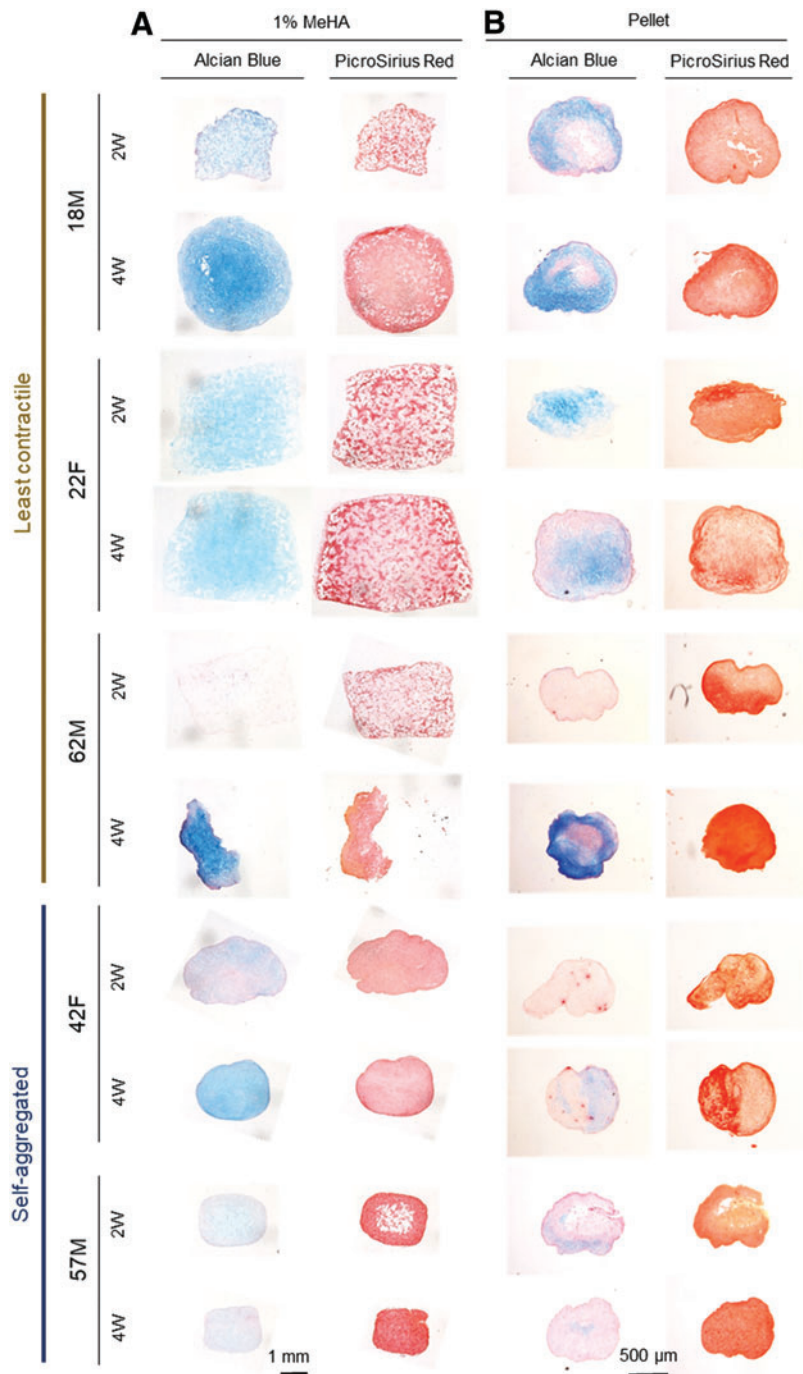 A 1% MeHA B Pellet
Alcian Blue PicroSirius Red Alcian Blue PicroSirius Red
Least contractile
18M
2W
4W
22F
2W
4W
62M
2W
4W
Self-aggregated
42F
2W
4W
57M
2W
4W
1 mm 500 µm